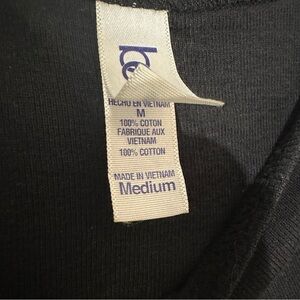 HECHO EN VIETNAM
M
100% COTON
FABRIQUE AUX
VIETNAM
100% COTTON
MADE IN VIETNAM
Medium